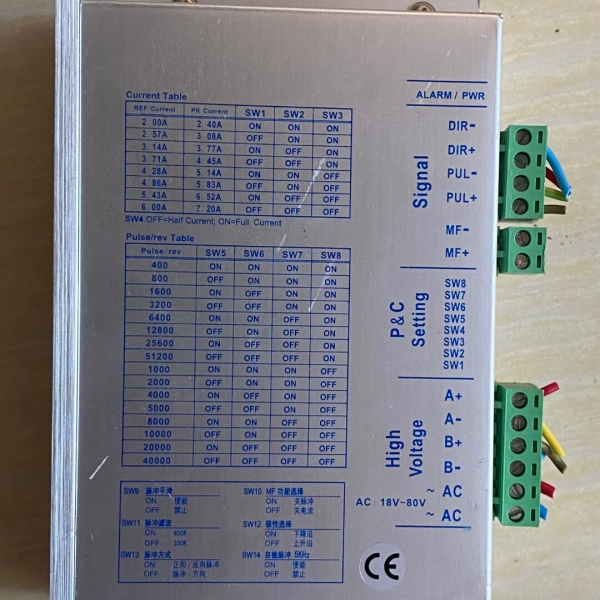 Current Table
REF Current PK Current SW1 SW2 SW3
2.00A 2.40A ON ON ON
2.57A 3.08A OFF ON ON
3.14A 3.77A ON OFF ON
3.71A 4.45A OFF OFF ON
4.28A 5.14A ON ON OFF
4.86A 5.83A OFF ON OFF
5.43A 6.52A ON OFF OFF
6.00A 7.20A OFF OFF OFF
SW4:OFF=Half Current; ON=Full Current
Pulse/rev Table
Pulse/rev SW5 SW6 SW7 SW8
400 ON ON ON ON
800 OFF ON ON ON
1600 ON OFF ON ON
3200 OFF OFF ON ON
6400 ON ON OFF ON
12800 OFF ON OFF ON
25600 ON OFF OFF ON
51200 OFF OFF OFF ON
1000 ON ON ON OFF
2000 OFF ON ON OFF
4000 ON OFF ON OFF
5000 OFF OFF ON OFF
8000 ON ON OFF OFF
10000 OFF ON OFF OFF
20000 ON OFF OFF OFF
40000 OFF OFF OFF OFF
SW9 脉冲平滑 SW10 MF功能选择
ON 使能 ON 关脉冲
OFF 禁止 OFF 关电流
SW11 脉冲滤波 SW12 极性选择
ON 400K ON 下降沿
OFF 100K OFF 上升沿
SW13 脉冲方式 SW14 自检脉冲 5KHz
ON 正向/反向脉冲 ON 使能
OFF 脉冲/方向 OFF 禁止
ALARM / PWR
Signal
DIR-
DIR+
PUL-
PUL+
MF-
MF+
P&C Setting
SW8
SW7
SW6
SW5
SW4
SW3
SW2
SW1
High Voltage
A+
A-
B+
B-
~ AC
AC: 18V~80V
~ AC
CE